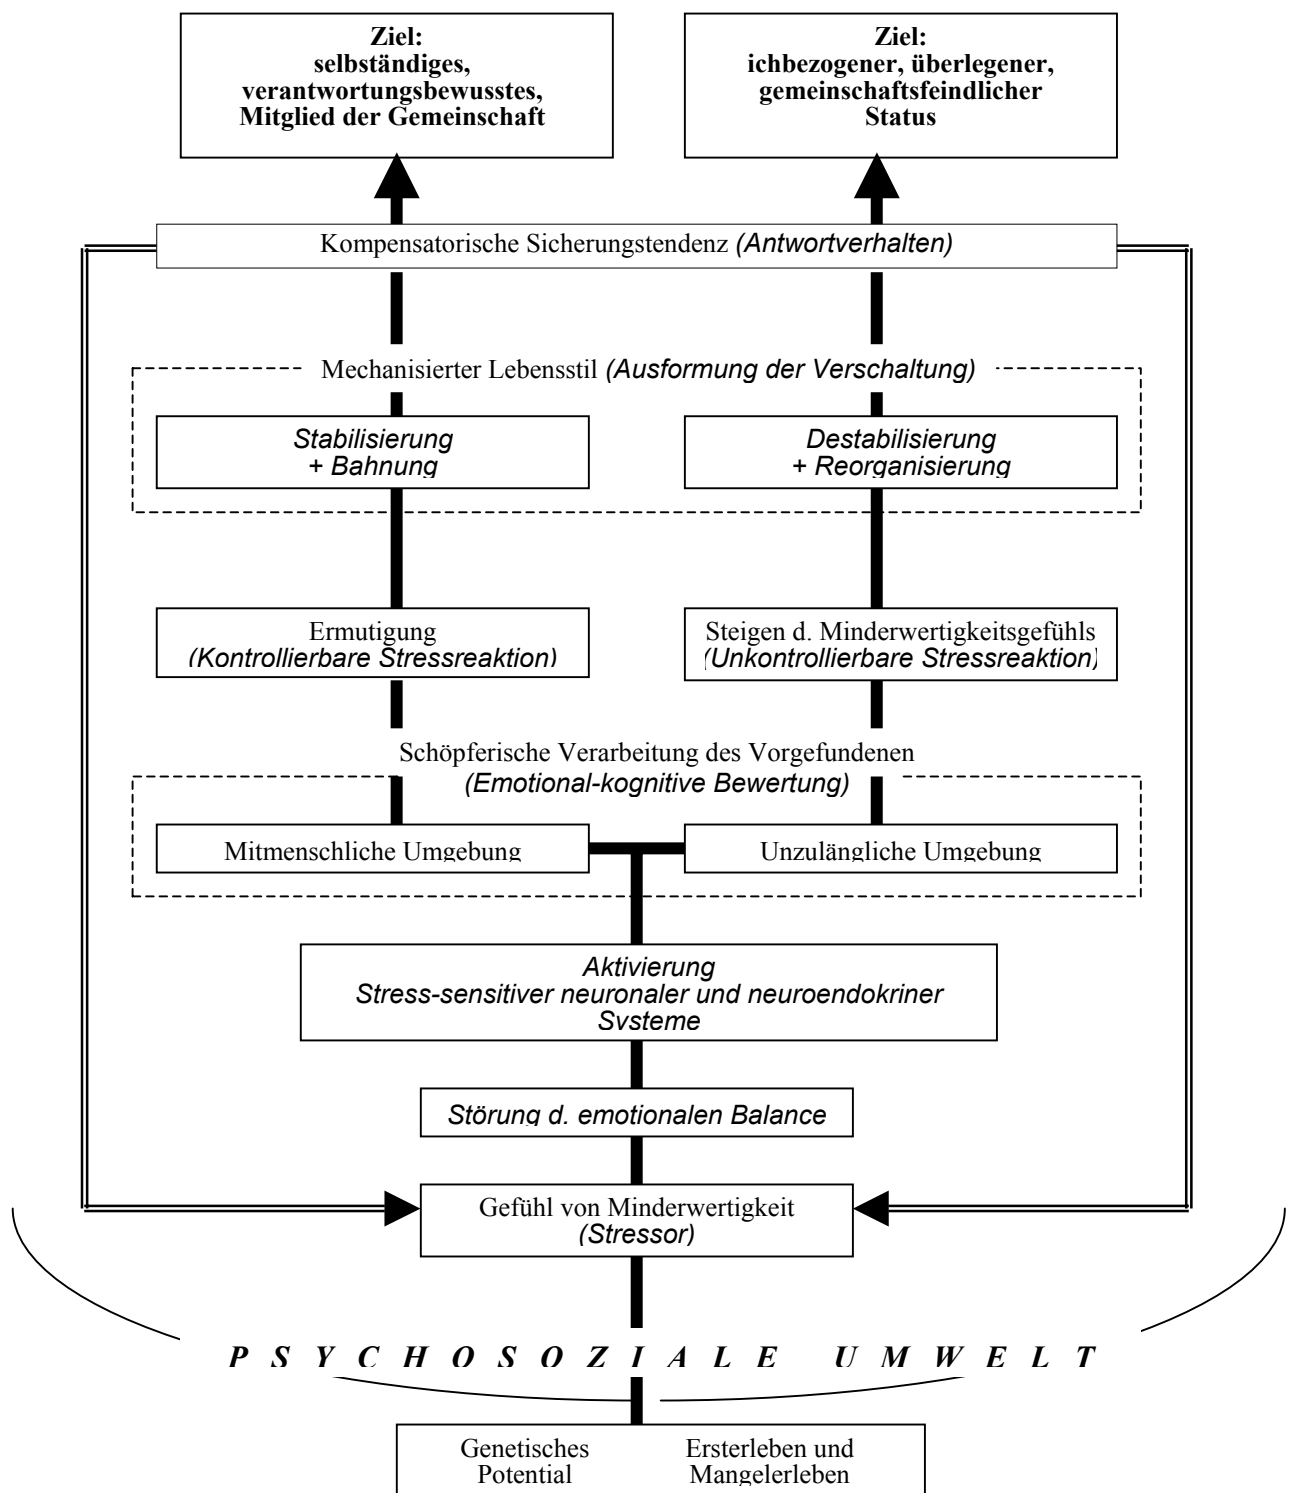 Ziel:
selbständiges,
verantwortungsbewusstes,
Mitglied der Gemeinschaft
Ziel:
ichbezogener, überlegener,
gemeinschaftsfeindlicher
Status
Kompensatorische Sicherungstendenz (Antwortverhalten)
Mechanisierter Lebensstil (Ausformung der Verschaltung)
Stabilisierung
+ Bahnung
Destabilisierung
+ Reorganisierung
Ermutigung
(Kontrollierbare Stressreaktion)
Steigen d. Minderwertigkeitsgefühls
(Unkontrollierbare Stressreaktion)
Schöpferische Verarbeitung des Vorgefundenen
(Emotional-kognitive Bewertung)
Mitmenschliche Umgebung
Unzulängliche Umgebung
Aktivierung
Stress-sensitiver neuronaler und neuroendokriner
Systeme
Störung d. emotionalen Balance
Gefühl von Minderwertigkeit
(Stressor)
PSYCHOSOZIALE UMWELT
Genetisches
Potential
Ersterleben und
Mangelerleben